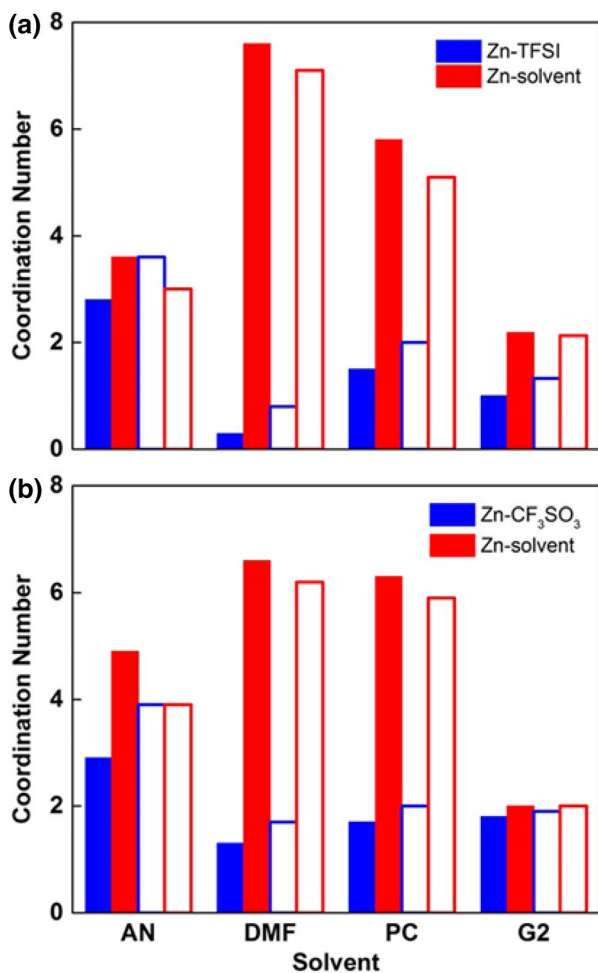 (a)
8
6
4
2
0
Coordination Number
Zn-TFSI
Zn-solvent
(b)
8
6
4
2
0
Coordination Number
Zn-CF₃SO₃
Zn-solvent
AN DMF PC G2
Solvent